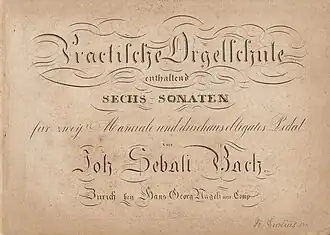 Practische Orgelschule
enthaltend
SECHS SONATEN
für zwey Manuale und durchaus obligates Pedal
von
Joh. Sebast. Bach
Zürich bey Hans Georg Nägeli und Comp.